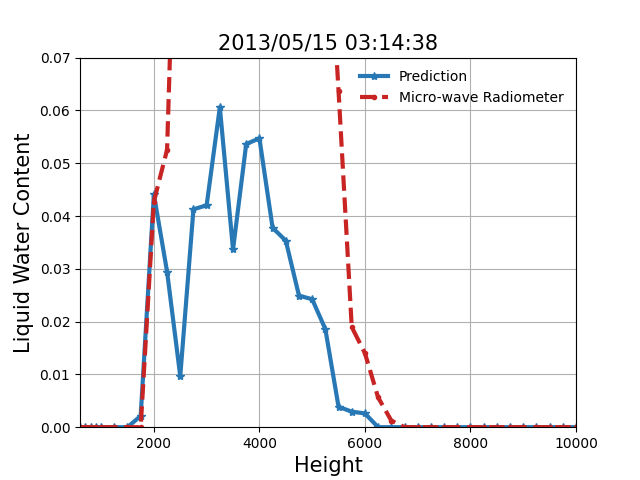 2013/05/15 03:14:38
Prediction
Micro-wave Radiometer
Liquid Water Content
0.07
0.06
0.05
0.04
0.03
0.02
0.01
0.00
2000 4000 6000 8000 10000
Height